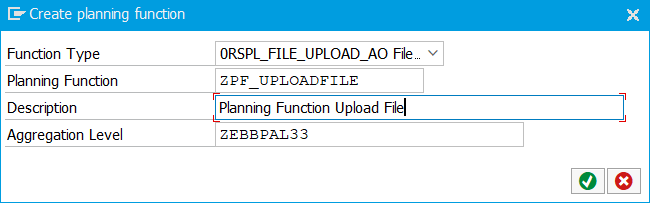 Create planning function
Function Type 0RSPL_FILE_UPLOAD_AO File...
Planning Function ZPF_UPLOADFILE
Description Planning Function Upload File
Aggregation Level ZEBBPAL33